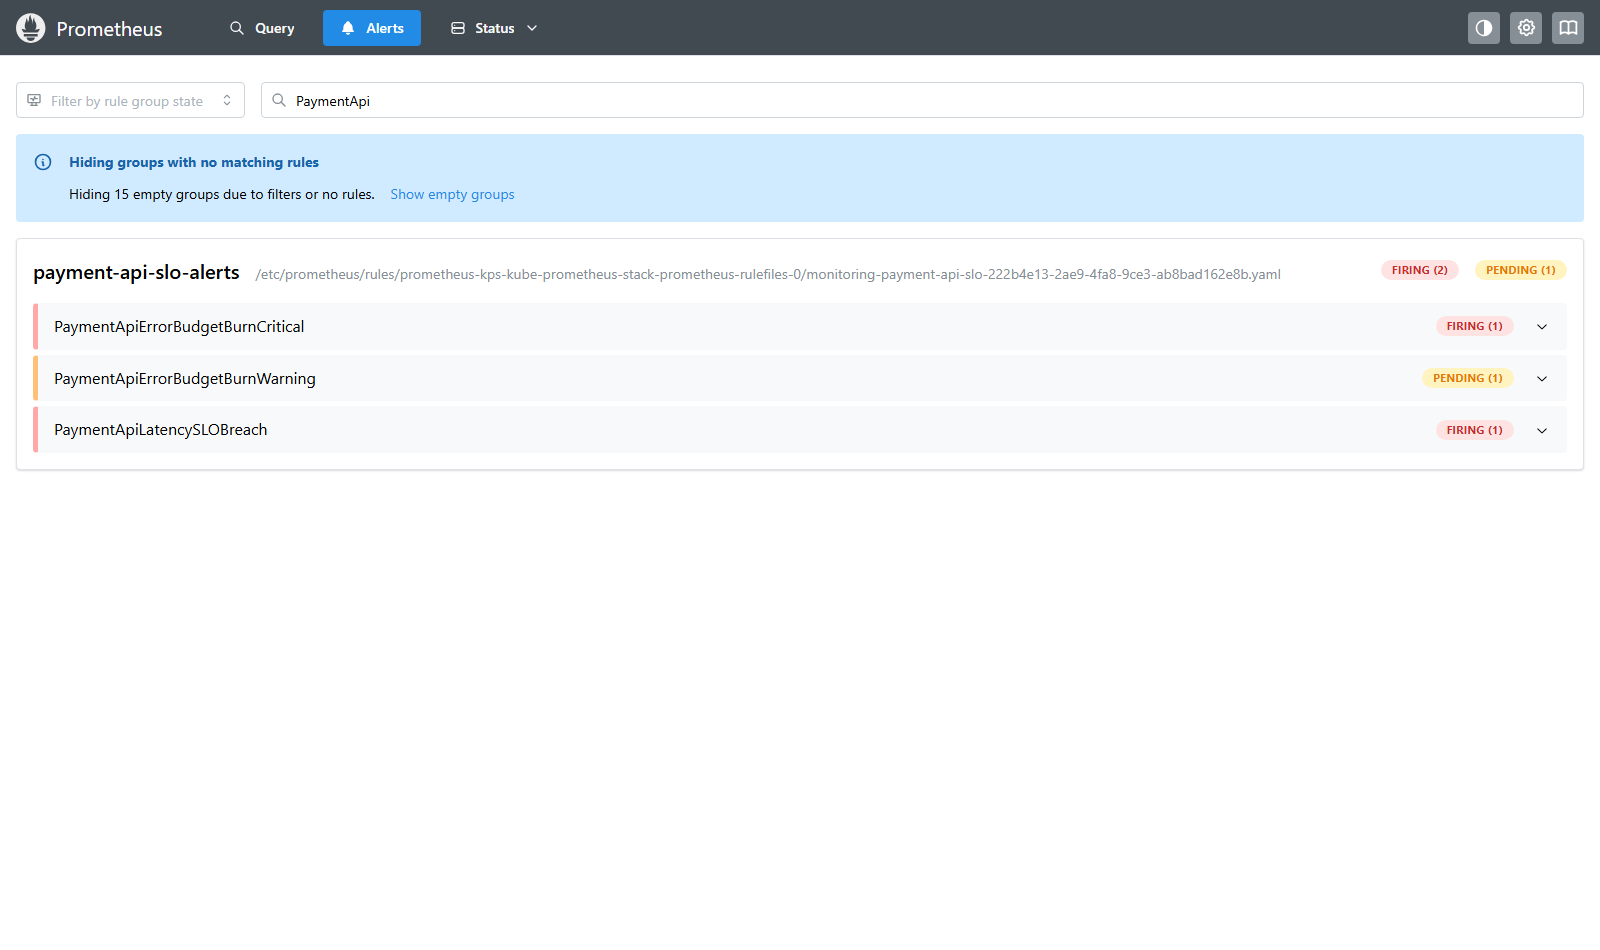 Prometheus Query Alerts Status
Filter by rule group state PaymentApi
Hiding groups with no matching rules
Hiding 15 empty groups due to filters or no rules. Show empty groups
payment-api-slo-alerts /etc/prometheus/rules/prometheus-kps-kube-prometheus-stack-prometheus-rulefiles-0/monitoring-payment-api-slo-222b4e13-2ae9-4fa8-9ce3-ab8bad162e8b.yaml FIRING (2) PENDING (1)
PaymentApiErrorBudgetBurnCritical FIRING (1)
PaymentApiErrorBudgetBurnWarning PENDING (1)
PaymentApiLatencySLOBreach FIRING (1)